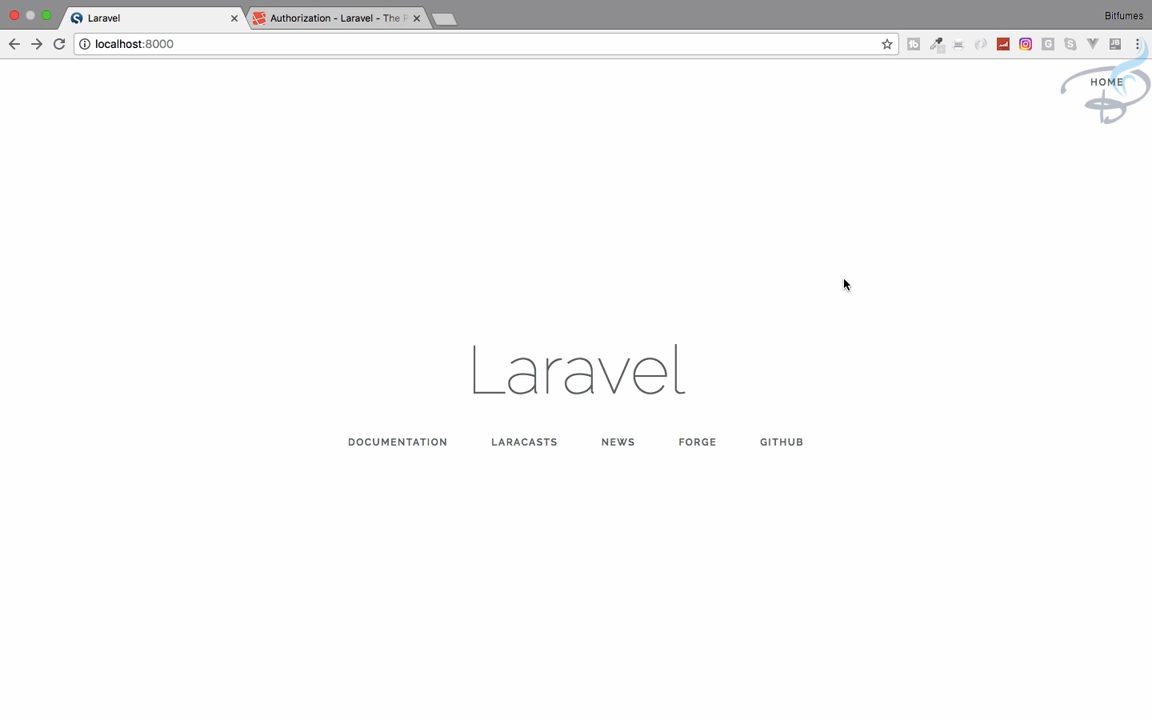 Laravel
Authorization - Laravel - The P
Bitfumes
localhost:8000
HOME
Laravel
DOCUMENTATION
LARACASTS
NEWS
FORGE
GITHUB